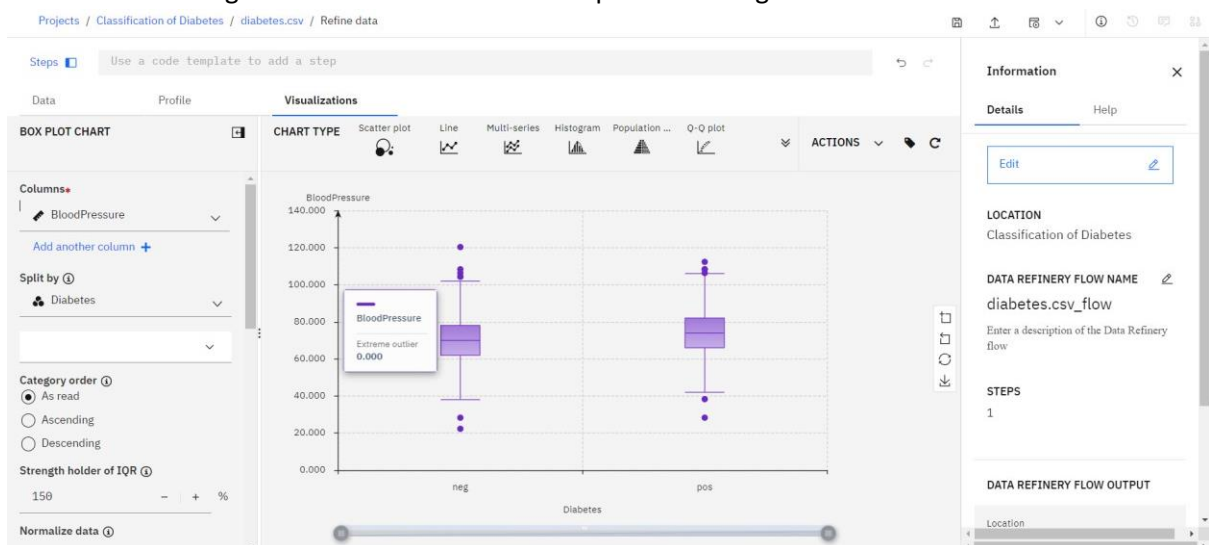 Projects / Classification of Diabetes / diabetes.csv / Refine data
Steps
Use a code template to add a step
Data
Profile
Visualizations
BOX PLOT CHART
CHART TYPE
Scatter plot
Line
Multi-series
Histogram
Population ...
Q-Q plot
ACTIONS
Columns*
BloodPressure
Add another column +
Split by
Diabetes
Category order
As read
Ascending
Descending
Strength holder of IQR
150 - + %
Normalize data
BloodPressure
140.000
120.000
100.000
80.000
60.000
40.000
20.000
0.000
BloodPressure
Extreme outlier
0.000
neg
pos
Diabetes
Information
Details
Help
Edit
LOCATION
Classification of Diabetes
DATA REFINERY FLOW NAME
diabetes.csv_flow
Enter a description of the Data Refinery
flow
STEPS
1
DATA REFINERY FLOW OUTPUT
Location